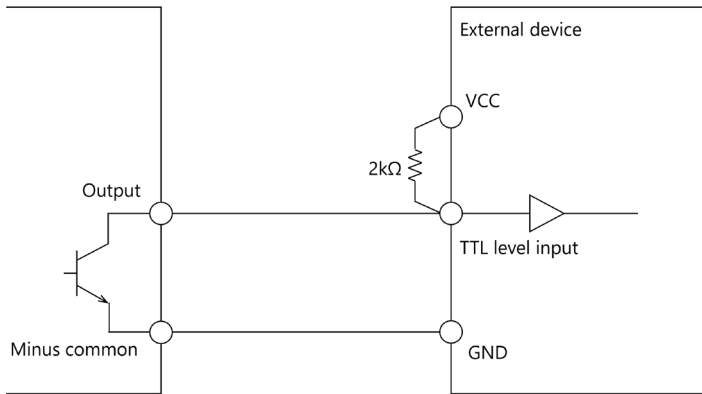 External device
VCC
2kΩ
Output
TTL level input
Minus common
GND